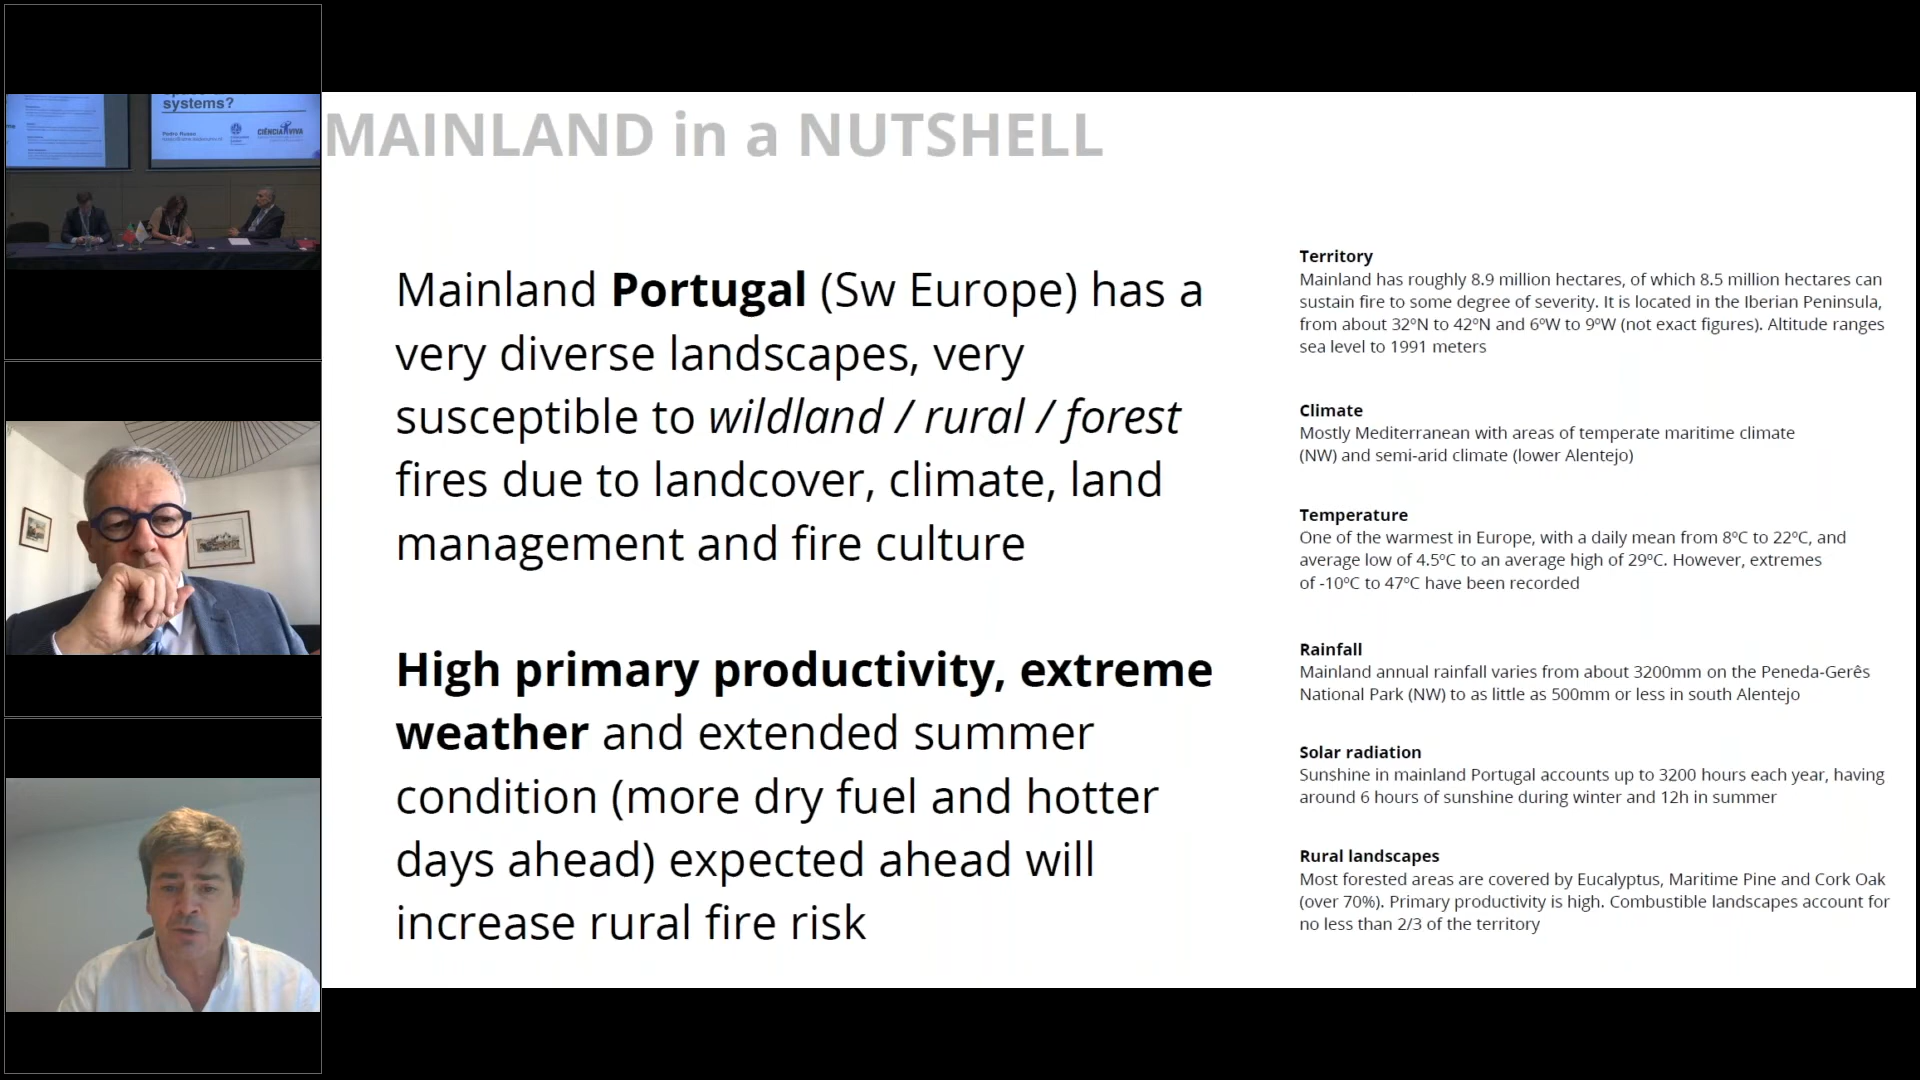 systems?
CIÊNCIA VIVA
MAINLAND in a NUTSHELL
Mainland Portugal (Sw Europe) has a
very diverse landscapes, very
susceptible to wildland / rural / forest
fires due to landcover, climate, land
management and fire culture
High primary productivity, extreme
weather and extended summer
condition (more dry fuel and hotter
days ahead) expected ahead will
increase rural fire risk
Territory
Mainland has roughly 8.9 million hectares, of which 8.5 million hectares can
sustain fire to some degree of severity. It is located in the Iberian Peninsula,
from about 32ºN to 42ºN and 6ºW to 9ºW (not exact figures). Altitude ranges
sea level to 1991 meters
Climate
Mostly Mediterranean with areas of temperate maritime climate
(NW) and semi-arid climate (lower Alentejo)
Temperature
One of the warmest in Europe, with a daily mean from 8ºC to 22ºC, and
average low of 4.5ºC to an average high of 29ºC. However, extremes
of -10ºC to 47ºC have been recorded
Rainfall
Mainland annual rainfall varies from about 3200mm on the Peneda-Gerês
National Park (NW) to as little as 500mm or less in south Alentejo
Solar radiation
Sunshine in mainland Portugal accounts up to 3200 hours each year, having
around 6 hours of sunshine during winter and 12h in summer
Rural landscapes
Most forested areas are covered by Eucalyptus, Maritime Pine and Cork Oak
(over 70%). Primary productivity is high. Combustible landscapes account for
no less than 2/3 of the territory